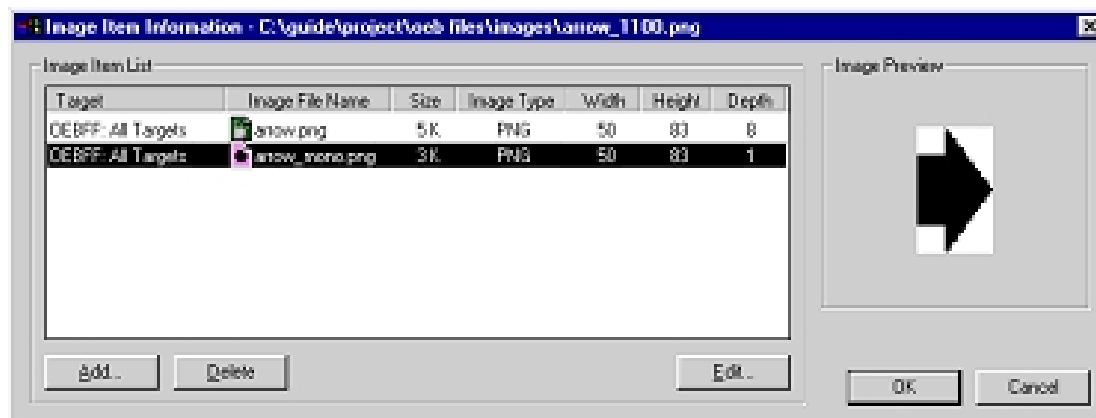 Image Item Information - C:\guide\project\oeb files\images\arrow_1100.png
Image Item List
Target Image File Name Size Image Type Width Height Depth
OEBFF: All Targets arrow.png 5K PNG 50 83 8
OEBFF: All Targets arrow_mono.png 3K PNG 50 83 1
Add... Delete Edit...
Image Preview
OK Cancel